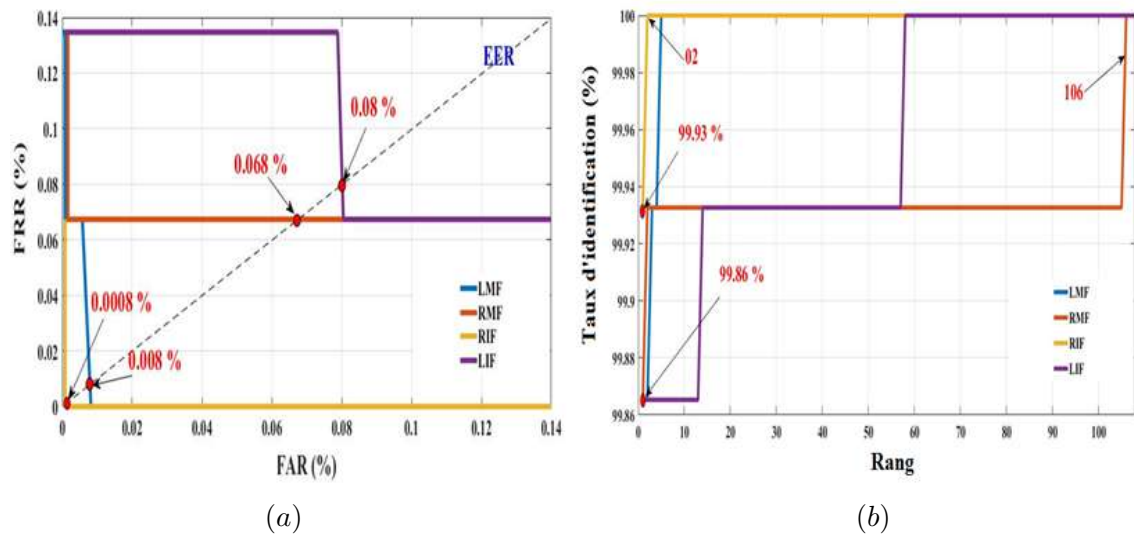 0.14
0.12
0.1
0.08
0.06
0.04
0.02
0
FRR (%)
EER
0.08 %
0.068 %
0.0008 %
0.008 %
LMF
RMF
RIF
LIF
0 0.02 0.04 0.06 0.08 0.1 0.12 0.14
FAR (%)
(a)
100
99.98
99.96
99.94
99.92
99.9
99.88
99.86
Taux d'identification (%)
02
106
99.93 %
99.86 %
LMF
RMF
RIF
LIF
0 10 20 30 40 50 60 70 80 90 100
Rang
(b)